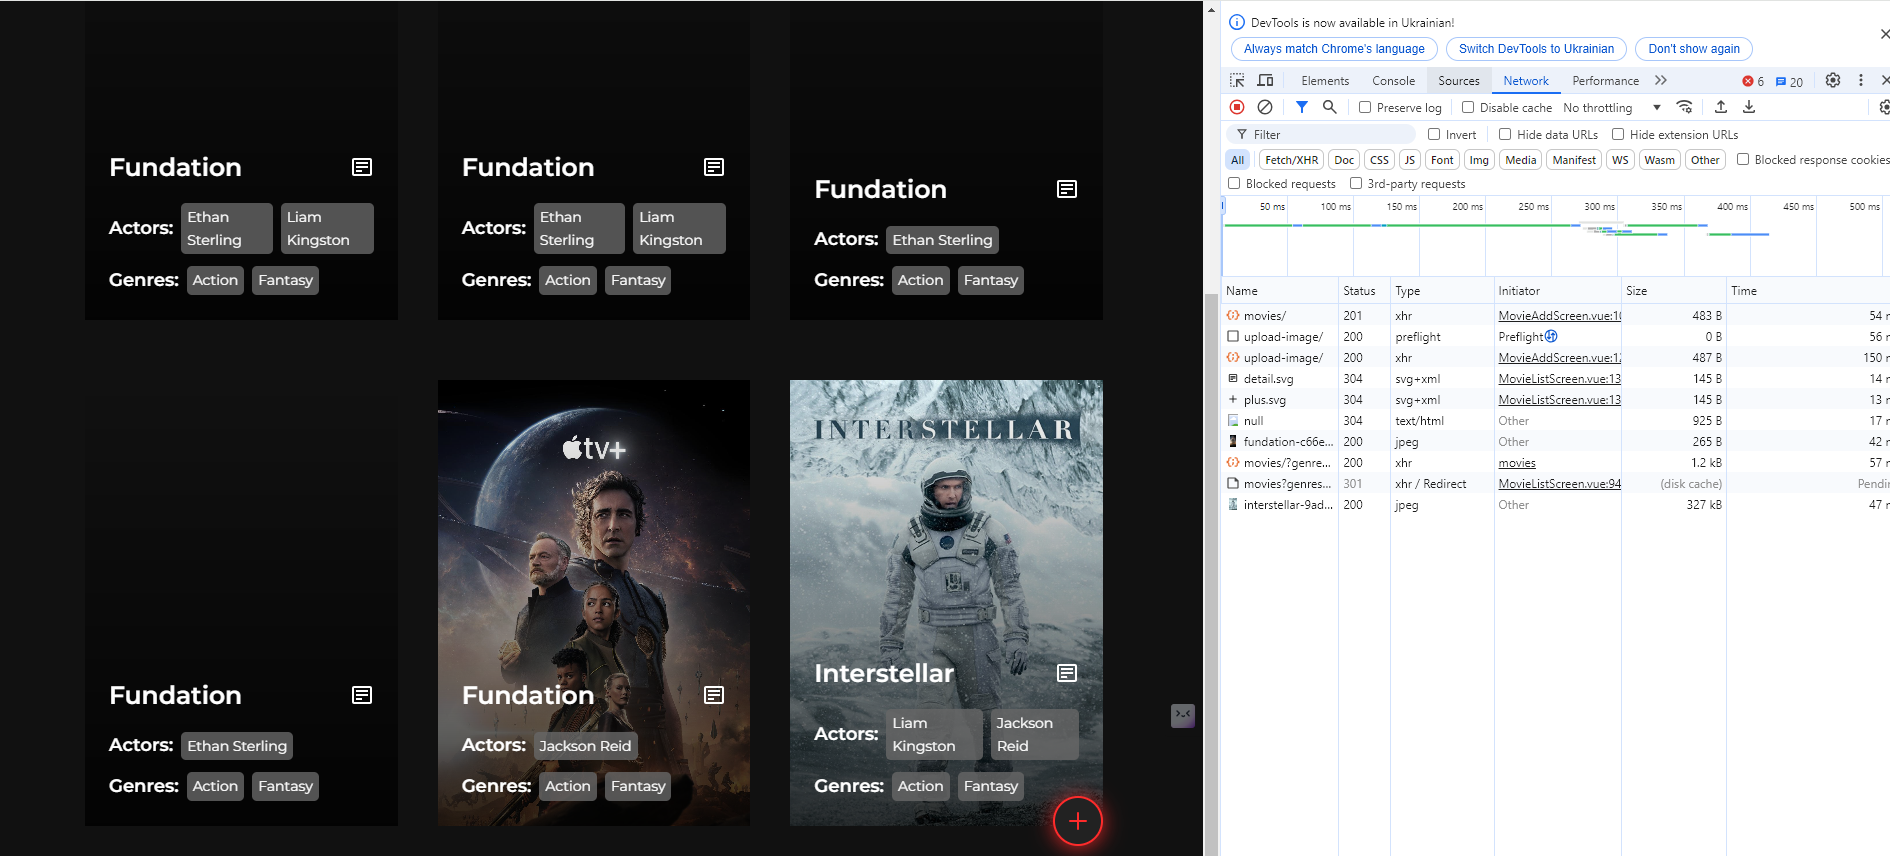 Fundation
Actors: Ethan Sterling Liam Kingston
Genres: Action Fantasy
Fundation
Actors: Ethan Sterling Liam Kingston
Genres: Action Fantasy
Fundation
Actors: Ethan Sterling
Genres: Action Fantasy
Fundation
Actors: Ethan Sterling
Genres: Action Fantasy
tv+
Fundation
Actors: Jackson Reid
Genres: Action Fantasy
INTERSTELLAR
Interstellar
Actors: Liam Kingston Jackson Reid
Genres: Action Fantasy
DevTools is now available in Ukrainian!
Always match Chrome's language Switch DevTools to Ukrainian Don't show again
Elements Console Sources Network Performance 6 20
Preserve log Disable cache No throttling
Filter Invert Hide data URLs Hide extension URLs
All Fetch/XHR Doc CSS JS Font Img Media Manifest WS Wasm Other Blocked response cookies
Blocked requests 3rd-party requests
50 ms 100 ms 150 ms 200 ms 250 ms 300 ms 350 ms 400 ms 450 ms 500 ms
Name Status Type Initiator Size Time
movies/ 201 xhr MovieAddScreen.vue:10 483 B 54
upload-image/ 200 preflight Preflight 0 B 56
upload-image/ 200 xhr MovieAddScreen.vue:12 487 B 150
detail.svg 304 svg+xml MovieListScreen.vue:13 145 B 14
plus.svg 304 svg+xml MovieListScreen.vue:13 145 B 13
null 304 text/html Other 925 B 17
fundation-c66e... 200 jpeg Other 265 B 42
movies/?genre... 200 xhr movies 1.2 kB 57
movies?genres... 301 xhr / Redirect MovieListScreen.vue:94 (disk cache) Pendin
interstellar-9ad... 200 jpeg Other 327 kB 47